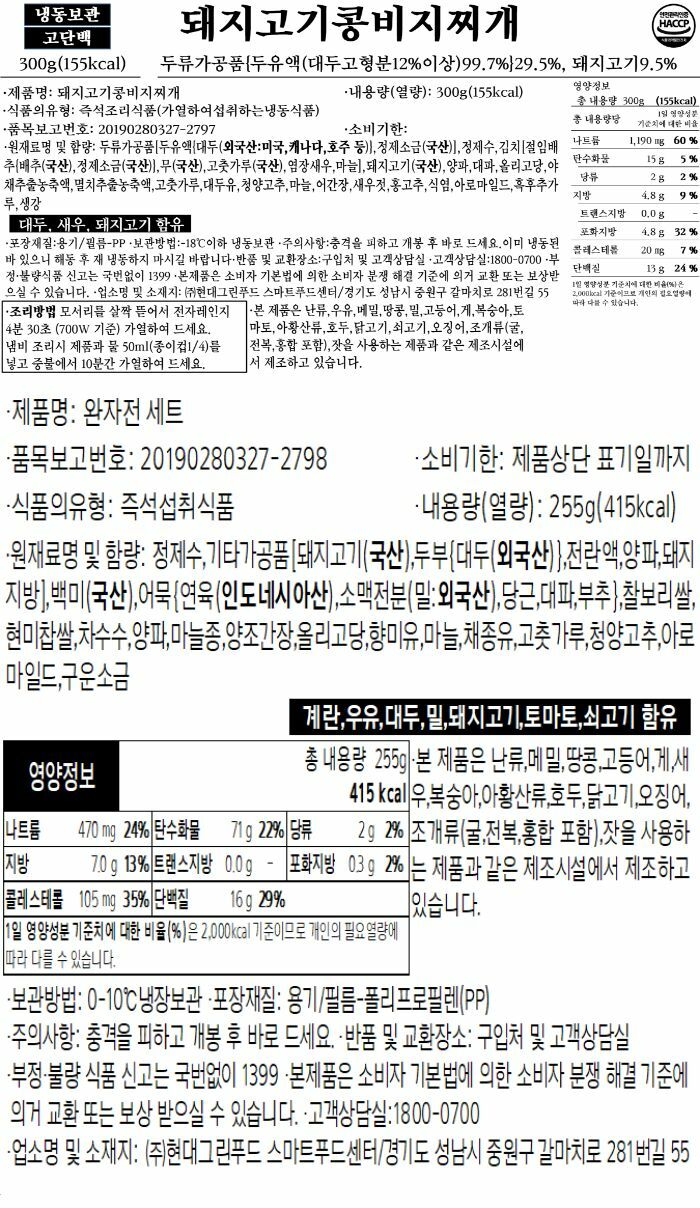 냉동보관
고단백
300g(155kcal)
돼지고기콩비지찌개
안전관리인증
HACCP
식품의약품안전처
두류가공품{두유액(대두고형분12%이상)99.7%}29.5%, 돼지고기9.5%
·제품명: 돼지고기콩비지찌개 ·내용량(열량): 300g(155kcal)
·식품의유형: 즉석조리식품(가열하여섭취하는냉동식품)
·품목보고번호: 20190280327-2797 ·소비기한:
·원재료명 및 함량: 두류가공품[두유액[대두(외국산:미국,캐나다,호주 등)],정제소금(국산)],정제수,김치[절임배
추[배추(국산),정제소금(국산)],무(국산),고춧가루(국산),염장새우,마늘],돼지고기(국산),양파,대파,올리고당,야
채추출농축액,멸치추출농축액,고춧가루,대두유,청양고추,마늘,어간장,새우젓,홍고추,식염,아로마일드,흑후추가
루,생강
대두, 새우, 돼지고기 함유
·포장재질:용기/필름-PP ·보관방법:-18℃이하 냉동보관 ·주의사항:충격을 피하고 개봉 후 바로 드세요.이미 냉동된
바 있으니 해동 후 재 냉동하지 마시길 바랍니다·반품 및 교환장소:구입처 및 고객상담실 ·고객상담실:1800-0700 ·부
정·불량식품 신고는 국번없이 1399 ·본제품은 소비자 기본법에 의한 소비자 분쟁 해결 기준에 의거 교환 또는 보상받
으실 수 있습니다. ·업소명 및 소재지: ㈜현대그린푸드 스마트푸드센터/경기도 성남시 중원구 갈마치로 281번길 55
·조리방법 모서리를 살짝 뜯어서 전자레인지
4분 30초 (700W 기준) 가열하여 드세요.
냄비 조리시 제품과 물 50ml(종이컵1/4)를
넣고 중불에서 10분간 가열하여 드세요.
·본 제품은 난류,우유,메밀,땅콩,밀,고등어,게,복숭아,토
마토,아황산류,호두,닭고기,쇠고기,오징어,조개류(굴,
전복,홍합 포함),잣을 사용하는 제품과 같은 제조시설에
서 제조하고 있습니다.
영양정보
총 내용량 300g (155kcal)
총 내용량당 1일 영양성분 기준치에 대한 비율
나트륨 1,190 mg 60 %
탄수화물 15 g 5 %
당류 2 g 2 %
지방 4.8 g 9 %
트랜스지방 0.0 g -
포화지방 4.8 g 32 %
콜레스테롤 20 mg 7 %
단백질 13 g 24 %
1일 영양성분 기준치에 대한 비율(%)은
2,000kcal 기준이므로 개인의 필요열량에
따라 다를 수 있습니다.
·제품명: 완자전 세트
·품목보고번호: 20190280327-2798 ·소비기한: 제품상단 표기일까지
·식품의유형: 즉석섭취식품 ·내용량(열량): 255g(415kcal)
·원재료명 및 함량: 정제수,기타가공품[돼지고기(국산),두부{대두(외국산)},전란액,양파,돼지
지방],백미(국산),어묵{연육(인도네시아산),소맥전분(밀:외국산),당근,대파,부추},찰보리쌀,
현미찹쌀,차수수,양파,마늘종,양조간장,올리고당,향미유,마늘,채종유,고춧가루,청양고추,아로
마일드,구운소금
계란,우유,대두,밀,돼지고기,토마토,쇠고기 함유
영양정보
총 내용량 255g
415 kcal
나트륨 470 mg 24% 탄수화물 71 g 22% 당류 2 g 2%
지방 7.0 g 13% 트랜스지방 0.0 g - 포화지방 0.3 g 2%
콜레스테롤 105 mg 35% 단백질 16 g 29%
1일 영양성분 기준치에 대한 비율(%)은 2,000kcal 기준이므로 개인의 필요열량에
따라 다를 수 있습니다.
·본 제품은 난류,메밀,땅콩,고등어,게,새
우,복숭아,아황산류,호두,닭고기,오징어,
조개류(굴,전복,홍합 포함),잣을 사용하
는 제품과 같은 제조시설에서 제조하고
있습니다.
·보관방법: 0-10℃냉장보관 ·포장재질: 용기/필름-폴리프로필렌(PP)
·주의사항: 충격을 피하고 개봉 후 바로 드세요. ·반품 및 교환장소: 구입처 및 고객상담실
·부정·불량 식품 신고는 국번없이 1399 ·본제품은 소비자 기본법에 의한 소비자 분쟁 해결 기준에
의거 교환 또는 보상 받으실 수 있습니다. ·고객상담실:1800-0700
·업소명 및 소재지: ㈜현대그린푸드 스마트푸드센터/경기도 성남시 중원구 갈마치로 281번길 55